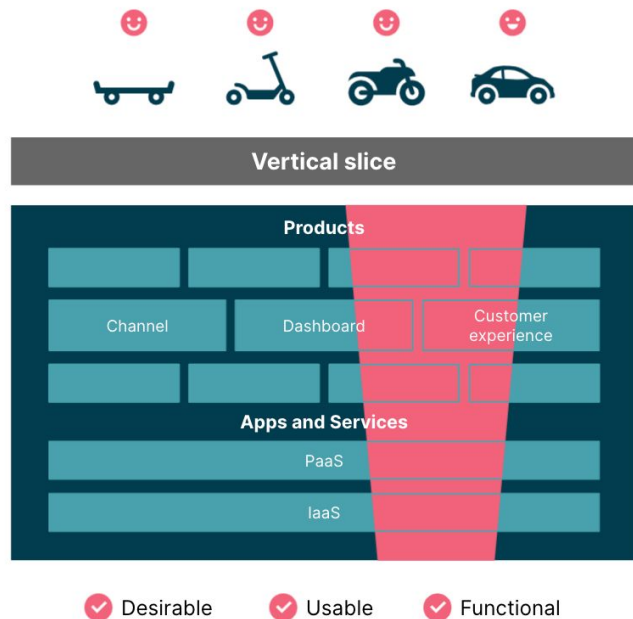 Vertical slice
Products
Channel
Dashboard
Customer
experience
Apps and Services
PaaS
IaaS
Desirable
Usable
Functional